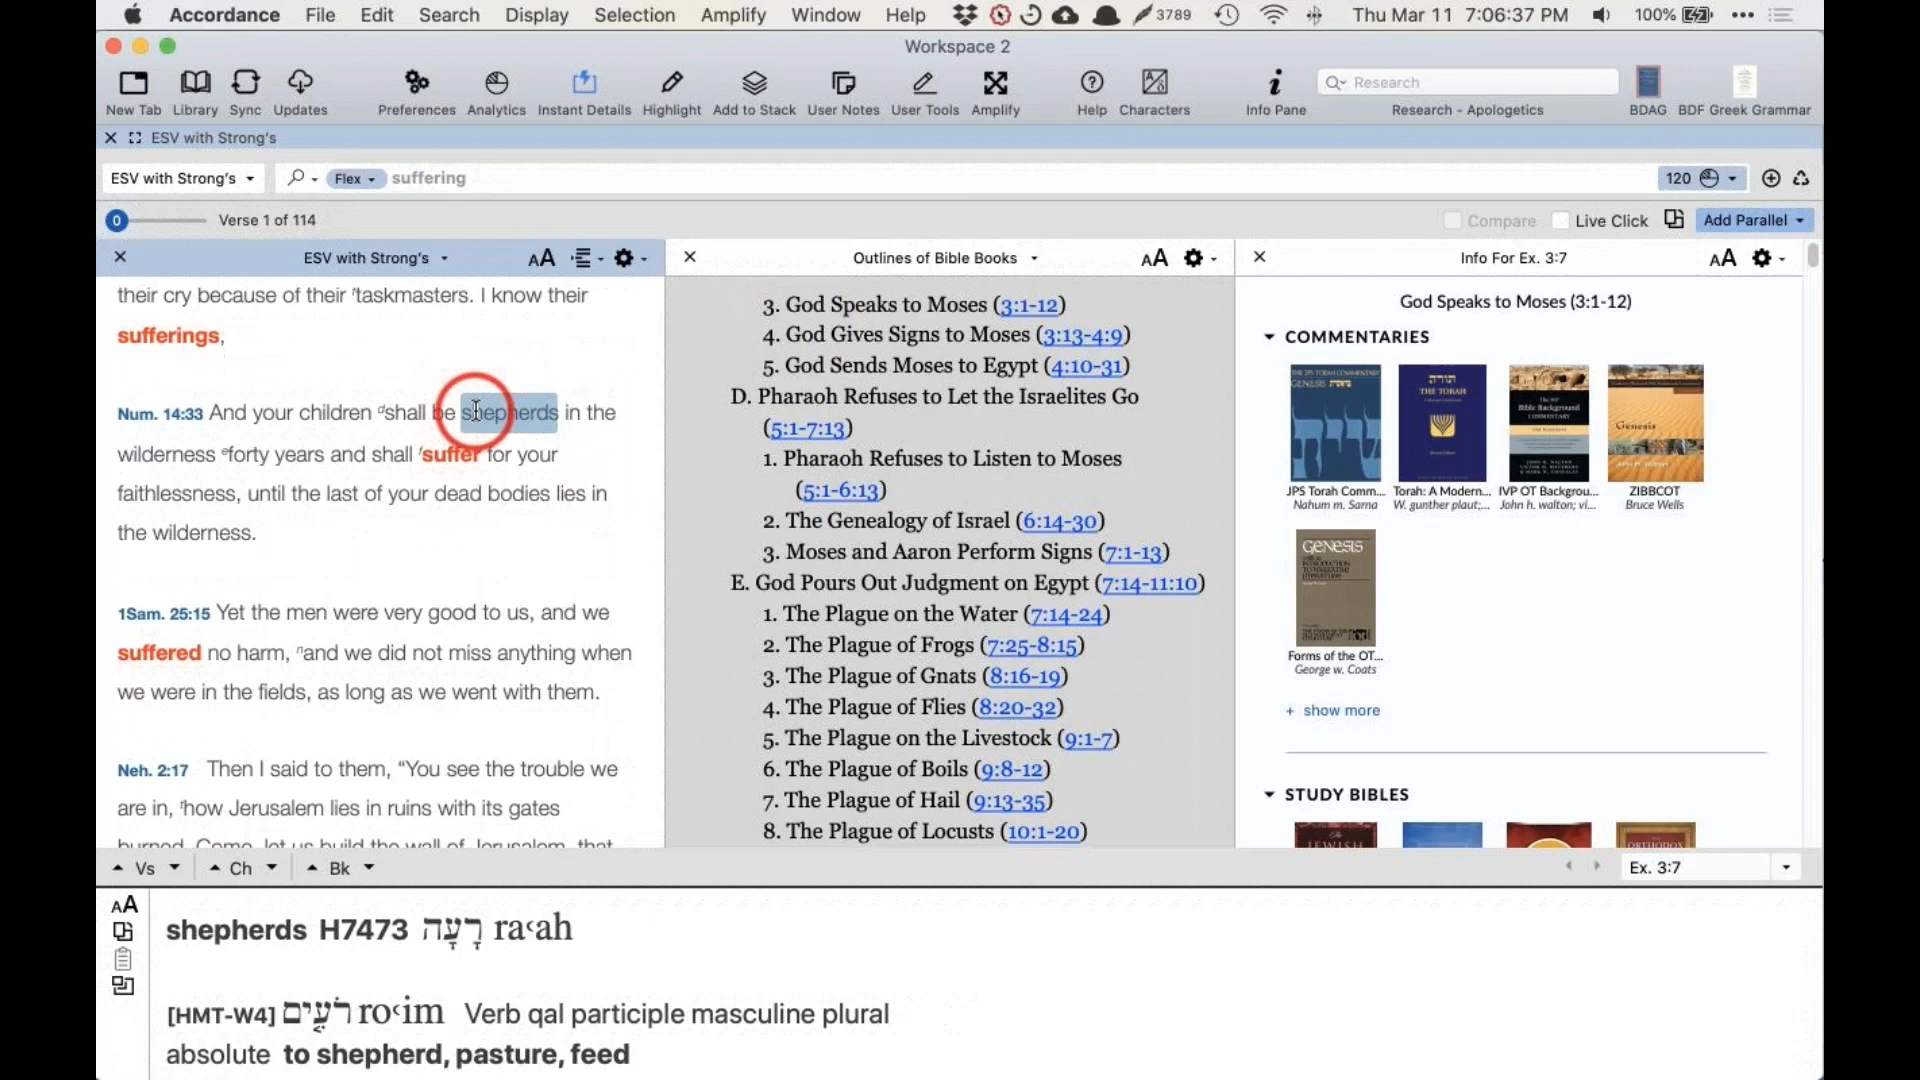 Accordance File Edit Search Display Selection Amplify Window Help 3789 Thu Mar 11 7:06:37 PM 100%
Workspace 2
New Tab Library Sync Updates Preferences Analytics Instant Details Highlight Add to Stack User Notes User Tools Amplify Help Characters Info Pane Research Research - Apologetics BDAG BDF Greek Grammar
ESV with Strong's
ESV with Strong's Flex suffering 120
0 Verse 1 of 114 Compare Live Click Add Parallel
ESV with Strong's
their cry because of their ʳtaskmasters. I know their
sufferings,
Num. 14:33 And your children ᵈshall be shepherds in the
wilderness ᵉforty years and shall ᶠsuffer for your
faithlessness, until the last of your dead bodies lies in
the wilderness.
1Sam. 25:15 Yet the men were very good to us, and we
suffered no harm, ⁿand we did not miss anything when
we were in the fields, as long as we went with them.
Neh. 2:17 Then I said to them, “You see the trouble we
are in, ᶠhow Jerusalem lies in ruins with its gates
burned. Come, let us build the wall of Jerusalem, that
Outlines of Bible Books
3. God Speaks to Moses (3:1-12)
4. God Gives Signs to Moses (3:13-4:9)
5. God Sends Moses to Egypt (4:10-31)
D. Pharaoh Refuses to Let the Israelites Go
(5:1-7:13)
1. Pharaoh Refuses to Listen to Moses
(5:1-6:13)
2. The Genealogy of Israel (6:14-30)
3. Moses and Aaron Perform Signs (7:1-13)
E. God Pours Out Judgment on Egypt (7:14-11:10)
1. The Plague on the Water (7:14-24)
2. The Plague of Frogs (7:25-8:15)
3. The Plague of Gnats (8:16-19)
4. The Plague of Flies (8:20-32)
5. The Plague on the Livestock (9:1-7)
6. The Plague of Boils (9:8-12)
7. The Plague of Hail (9:13-35)
8. The Plague of Locusts (10:1-20)
Info For Ex. 3:7
God Speaks to Moses (3:1-12)
COMMENTARIES
JPS Torah Comm... Torah: A Modern... IVP OT Backgrou... ZIBBCOT
Nahum m. Sarna W. gunther plaut;... John h. walton; vi... Bruce Wells
Forms of the OT...
George w. Coats
+ show more
STUDY BIBLES
Vs Ch Bk Ex. 3:7
shepherds H7473 רָעָה raʿah
[HMT-W4] רֹעִים roʿim Verb qal participle masculine plural
absolute to shepherd, pasture, feed